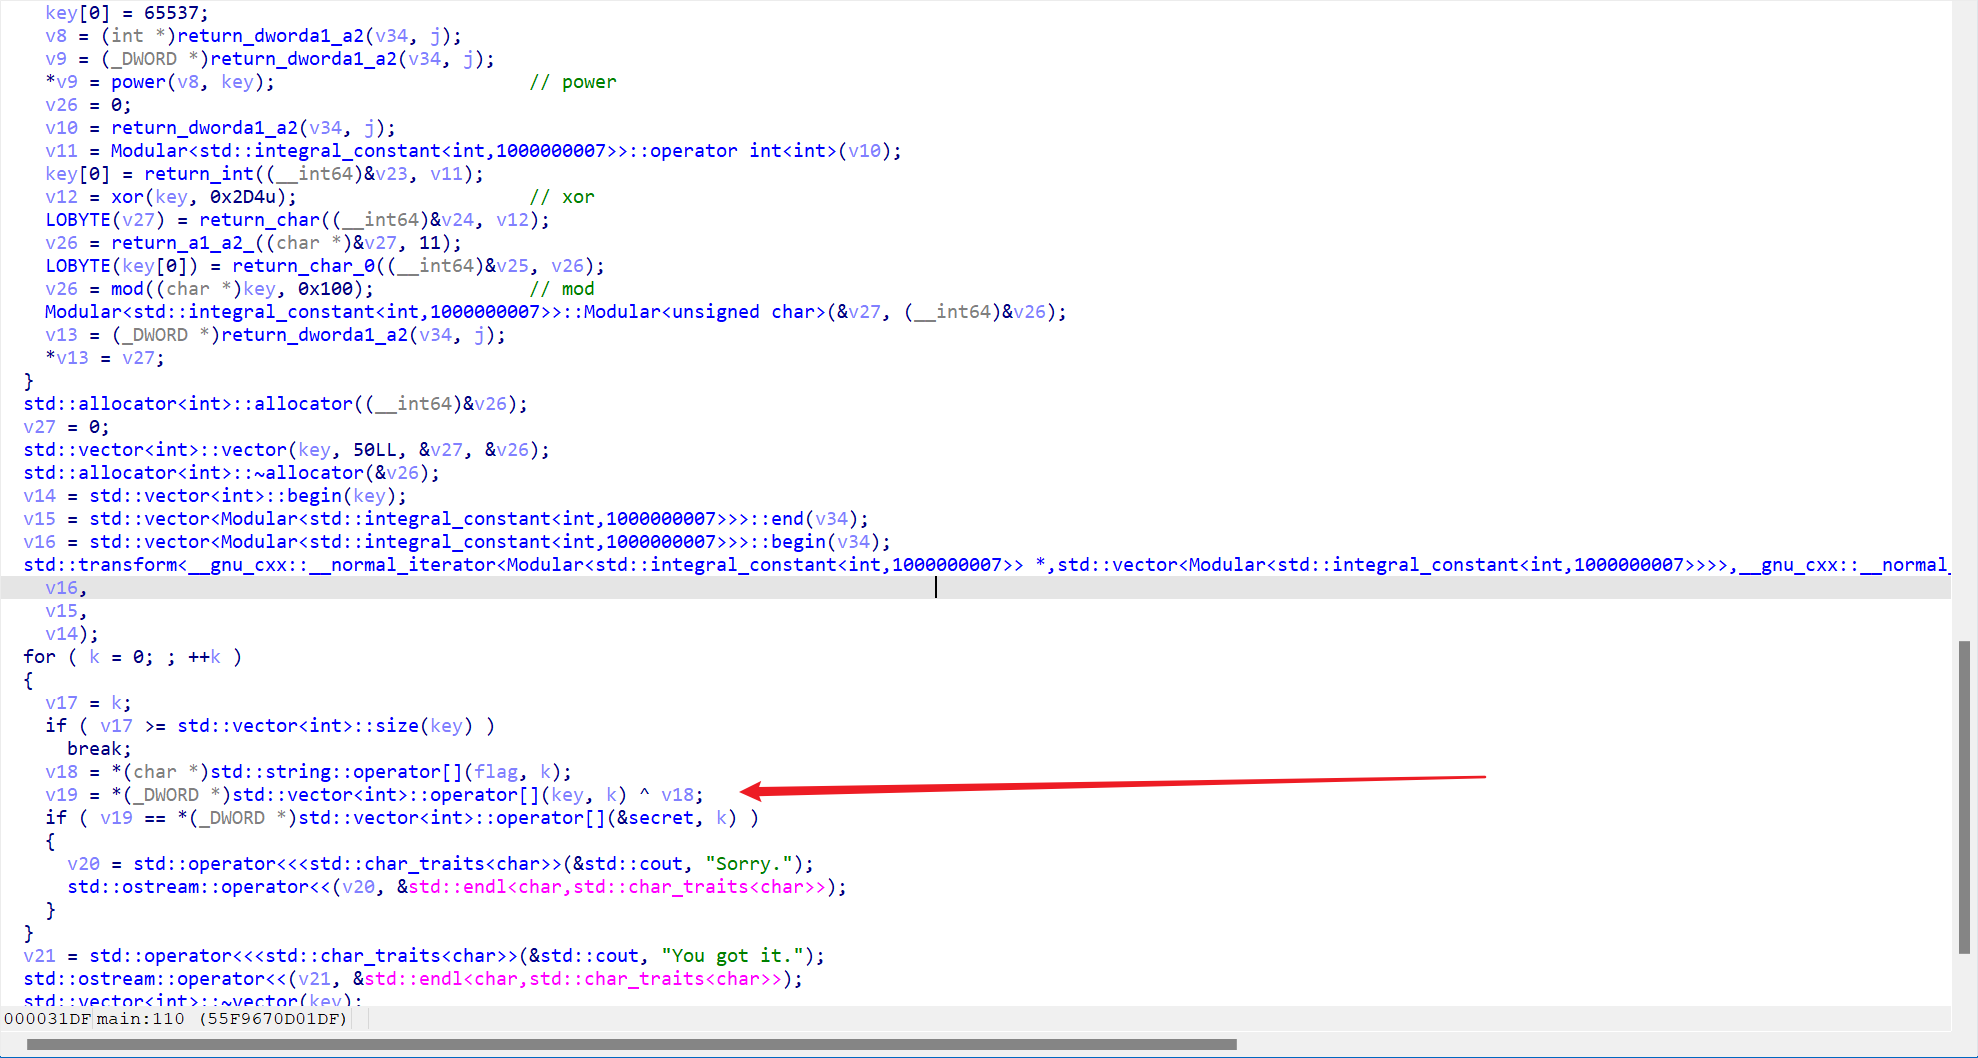 key[0] = 65537;
v8 = (int *)return_dworda1_a2(v34, j);
v9 = (_DWORD *)return_dworda1_a2(v34, j);
*v9 = power(v8, key); // power
v26 = 0;
v10 = return_dworda1_a2(v34, j);
v11 = Modular<std::integral_constant<int,1000000007>>::operator int<int>(v10);
key[0] = return_int((__int64)&v23, v11);
v12 = xor(key, 0x2D4u); // xor
LOBYTE(v27) = return_char((__int64)&v24, v12);
v26 = return_a1_a2_((char *)&v27, 11);
LOBYTE(key[0]) = return_char_0((__int64)&v25, v26);
v26 = mod((char *)key, 0x100); // mod
Modular<std::integral_constant<int,1000000007>>::Modular<unsigned char>(&v27, (__int64)&v26);
v13 = (_DWORD *)return_dworda1_a2(v34, j);
*v13 = v27;
}
std::allocator<int>::allocator((__int64)&v26);
v27 = 0;
std::vector<int>::vector(key, 50LL, &v27, &v26);
std::allocator<int>::~allocator(&v26);
v14 = std::vector<int>::begin(key);
v15 = std::vector<Modular<std::integral_constant<int,1000000007>>>::end(v34);
v16 = std::vector<Modular<std::integral_constant<int,1000000007>>>::begin(v34);
std::transform<__gnu_cxx::__normal_iterator<Modular<std::integral_constant<int,1000000007>> *,std::vector<Modular<std::integral_constant<int,1000000007>>>>,__gnu_cxx::__normal_
v16,
v15,
v14);
for ( k = 0; ; ++k )
{
v17 = k;
if ( v17 >= std::vector<int>::size(key) )
break;
v18 = *(char *)std::string::operator[](flag, k);
v19 = *(_DWORD *)std::vector<int>::operator[](key, k) ^ v18;
if ( v19 == *(_DWORD *)std::vector<int>::operator[](&secret, k) )
{
v20 = std::operator<<<std::char_traits<char>>(&std::cout, "Sorry.");
std::ostream::operator<<(v20, &std::endl<char,std::char_traits<char>>);
}
}
v21 = std::operator<<<std::char_traits<char>>(&std::cout, "You got it.");
std::ostream::operator<<(v21, &std::endl<char,std::char_traits<char>>);
std::vector<int>::~vector(key);
000031DF main:110 (55F9670D01DF)